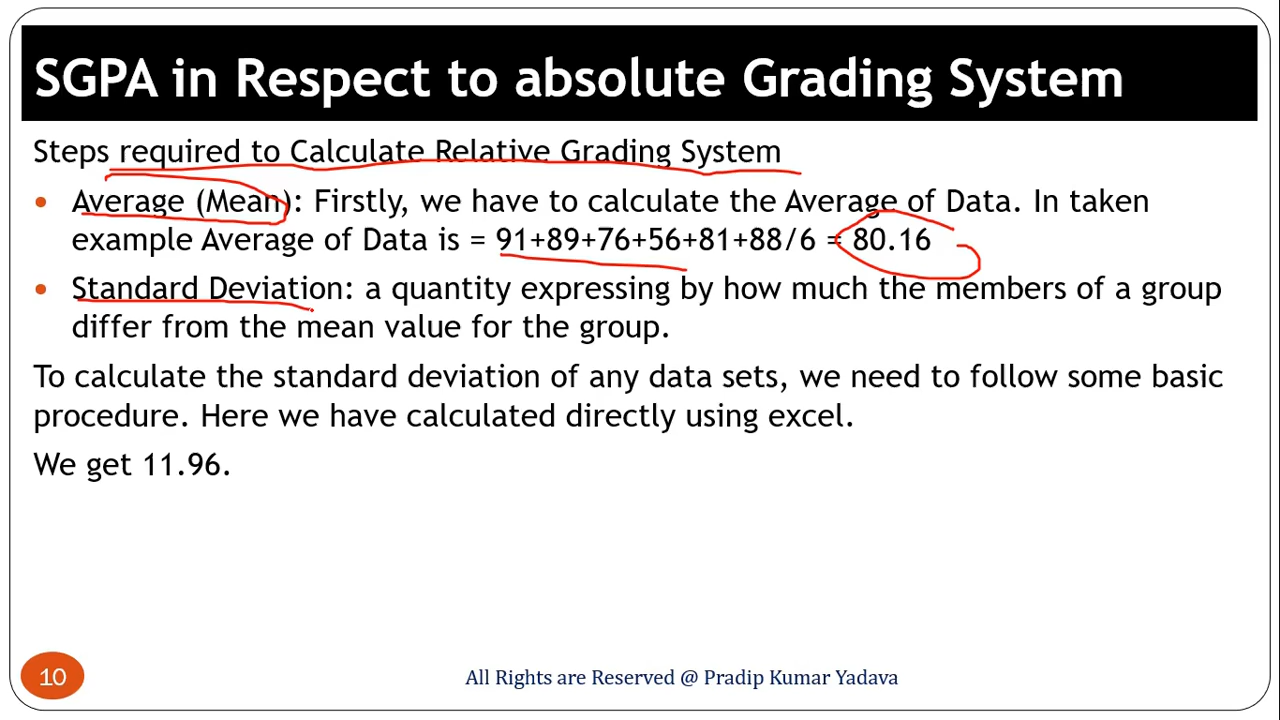 SGPA in Respect to absolute Grading System
Steps required to Calculate Relative Grading System
• Average (Mean): Firstly, we have to calculate the Average of Data. In taken
example Average of Data is = 91+89+76+56+81+88/6 = 80.16
• Standard Deviation: a quantity expressing by how much the members of a group
differ from the mean value for the group.
To calculate the standard deviation of any data sets, we need to follow some basic
procedure. Here we have calculated directly using excel.
We get 11.96.
10
All Rights are Reserved @ Pradip Kumar Yadava